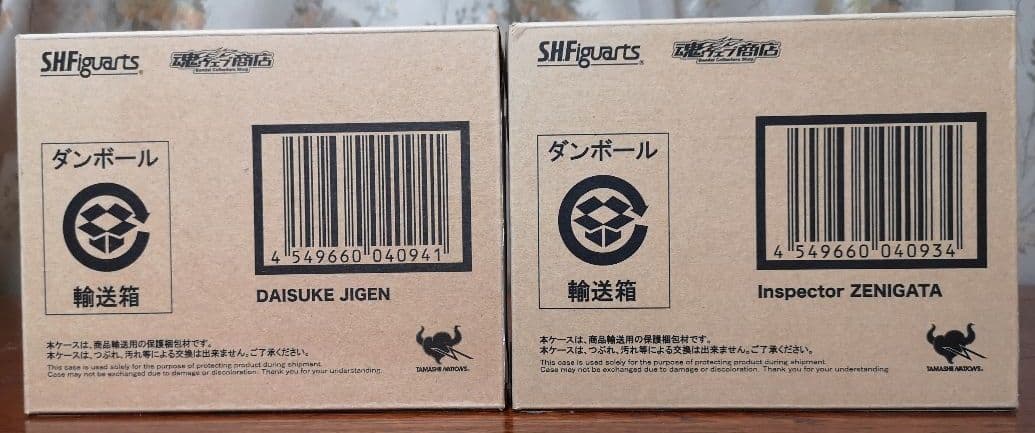 S.H.Figuarts
魂ウェブ商店
Bandai Collectors Shop
ダンボール
輸送箱
4 549660 040941
DAISUKE JIGEN
本ケースは、商品輸送用の保護梱包材です。
本ケースは、つぶれ、汚れ等による交換は出来ません。ご了承ください。
This case is used solely for the purpose of protecting product during shipment.
Case may not be exchanged due to damage or discoloration. Thank you for your understanding.
TAMASHII NATIONS
S.H.Figuarts
魂ウェブ商店
Bandai Collectors Shop
ダンボール
輸送箱
4 549660 040934
Inspector ZENIGATA
本ケースは、商品輸送用の保護梱包材です。
本ケースは、つぶれ、汚れ等による交換は出来ません。ご了承ください。
This case is used solely for the purpose of protecting product during shipment.
Case may not be exchanged due to damage or discoloration. Thank you for your understanding.
TAMASHII NATIONS